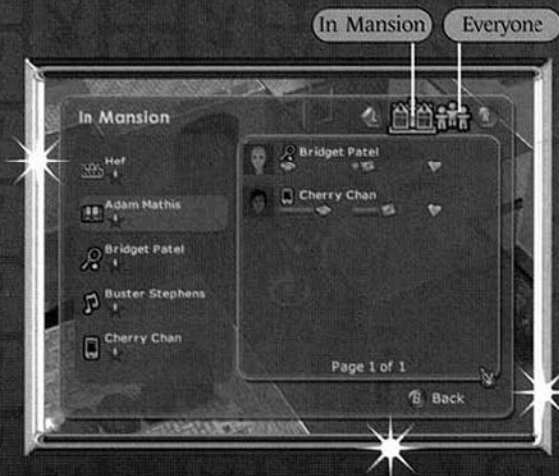 In Mansion Everyone
In Mansion
Hef
Adam Mathis
Bridget Patel
Buster Stephens
Cherry Chan
Bridget Patel
Cherry Chan
Page 1 of 1
B Back